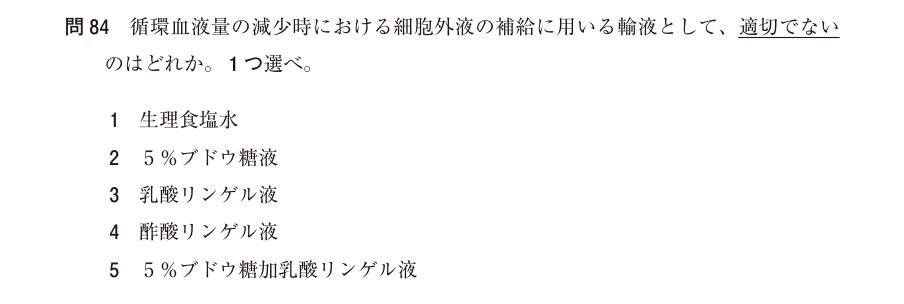 問 84　循環血液量の減少時における細胞外液の補給に用いる輸液として、適切でない
のはどれか。1つ選べ。
1　生理食塩水
2　５％ブドウ糖液
3　乳酸リンゲル液
4　酢酸リンゲル液
5　５％ブドウ糖加乳酸リンゲル液